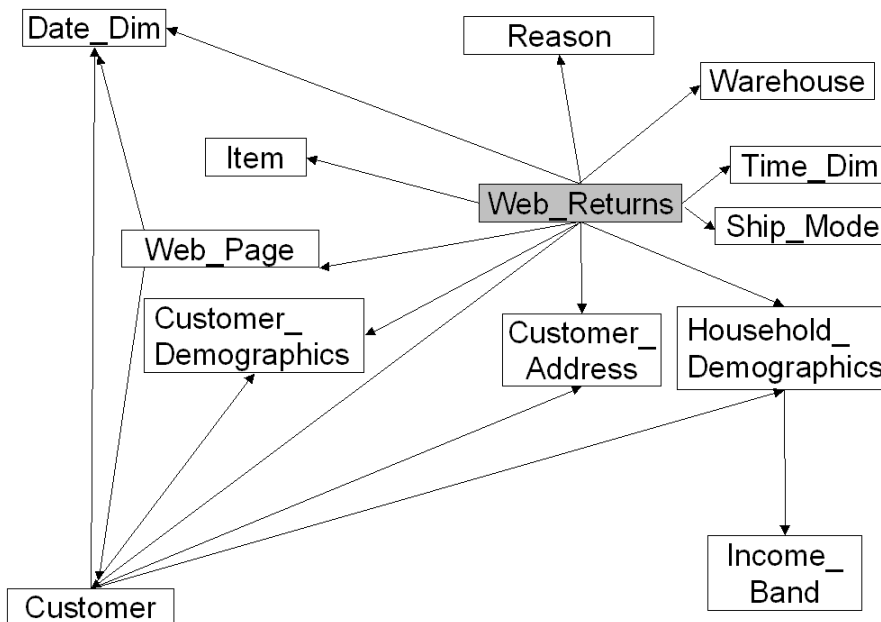 Date_Dim
Reason
Warehouse
Item
Time_Dim
Web_Returns
Ship_Mode
Web_Page
Customer_
Demographics
Customer_
Address
Household_
Demographics
Income_
Band
Customer